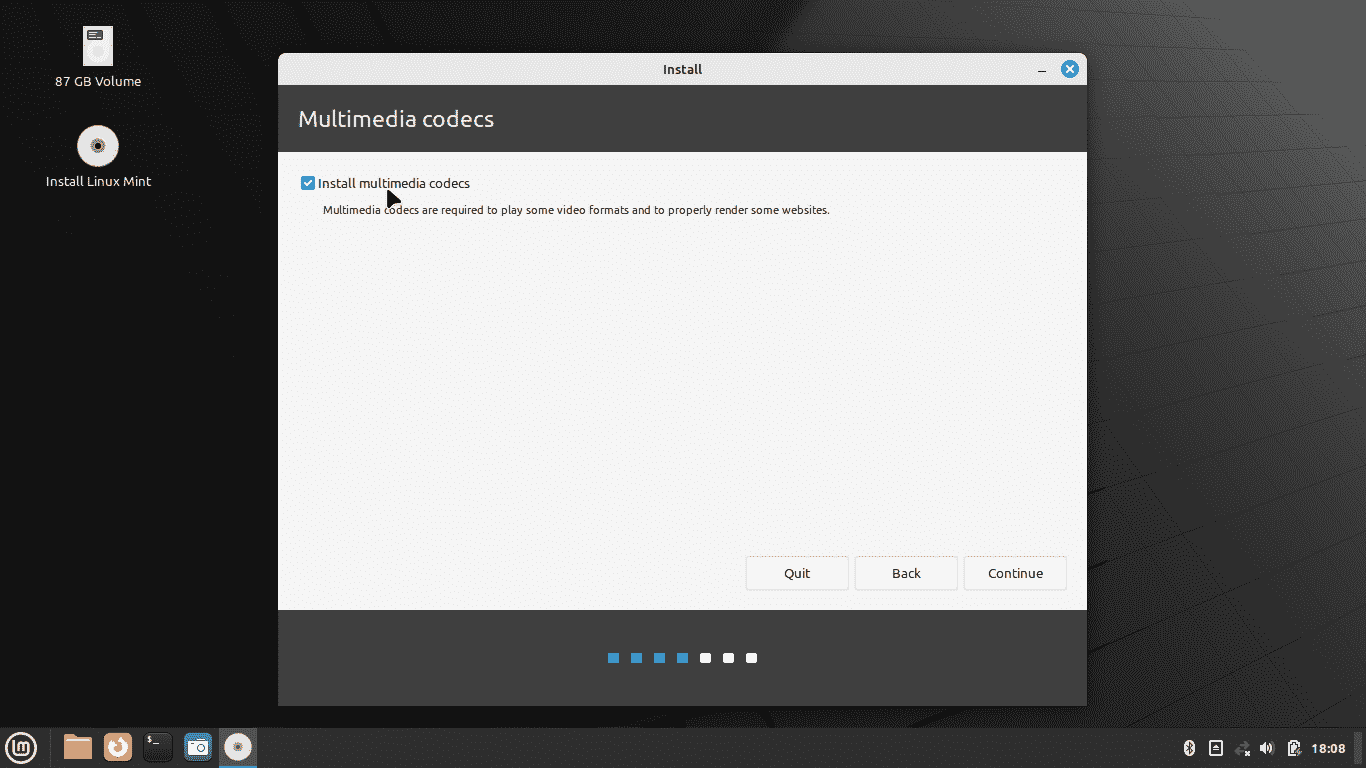 87 GB Volume
Install Linux Mint
Install
Multimedia codecs
Install multimedia codecs
Multimedia codecs are required to play some video formats and to properly render some websites.
Quit
Back
Continue
$_
18:08